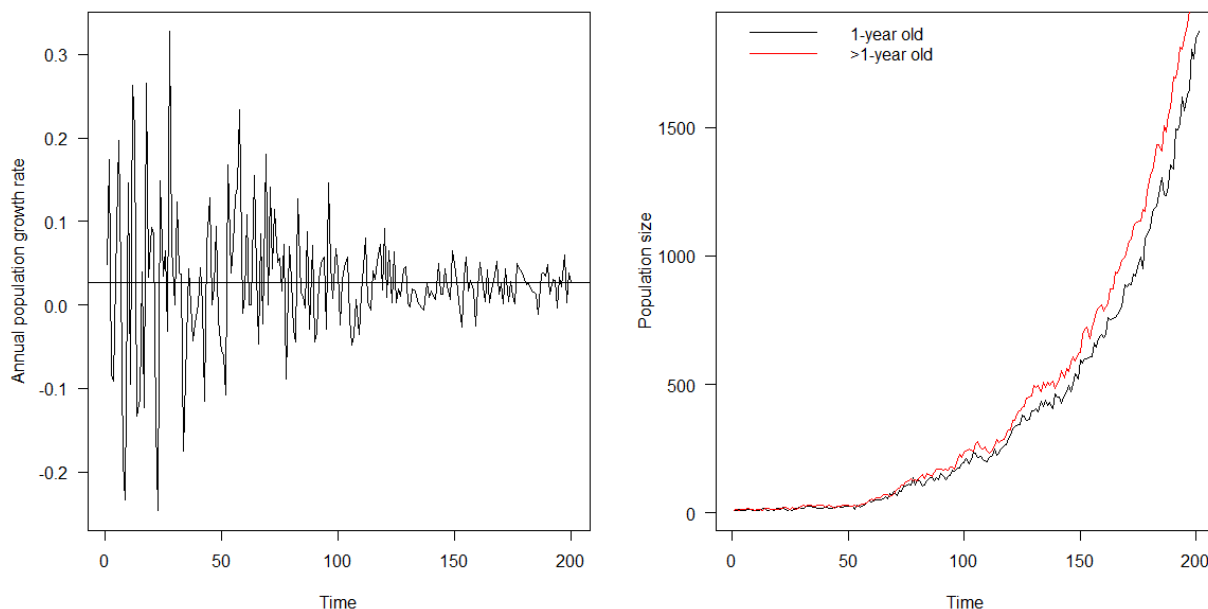 Annual population growth rate
0.3
0.2
0.1
0.0
-0.1
-0.2
0 50 100 150 200
Time
1-year old
>1-year old
Population size
1500
1000
500
0
0 50 100 150 200
Time